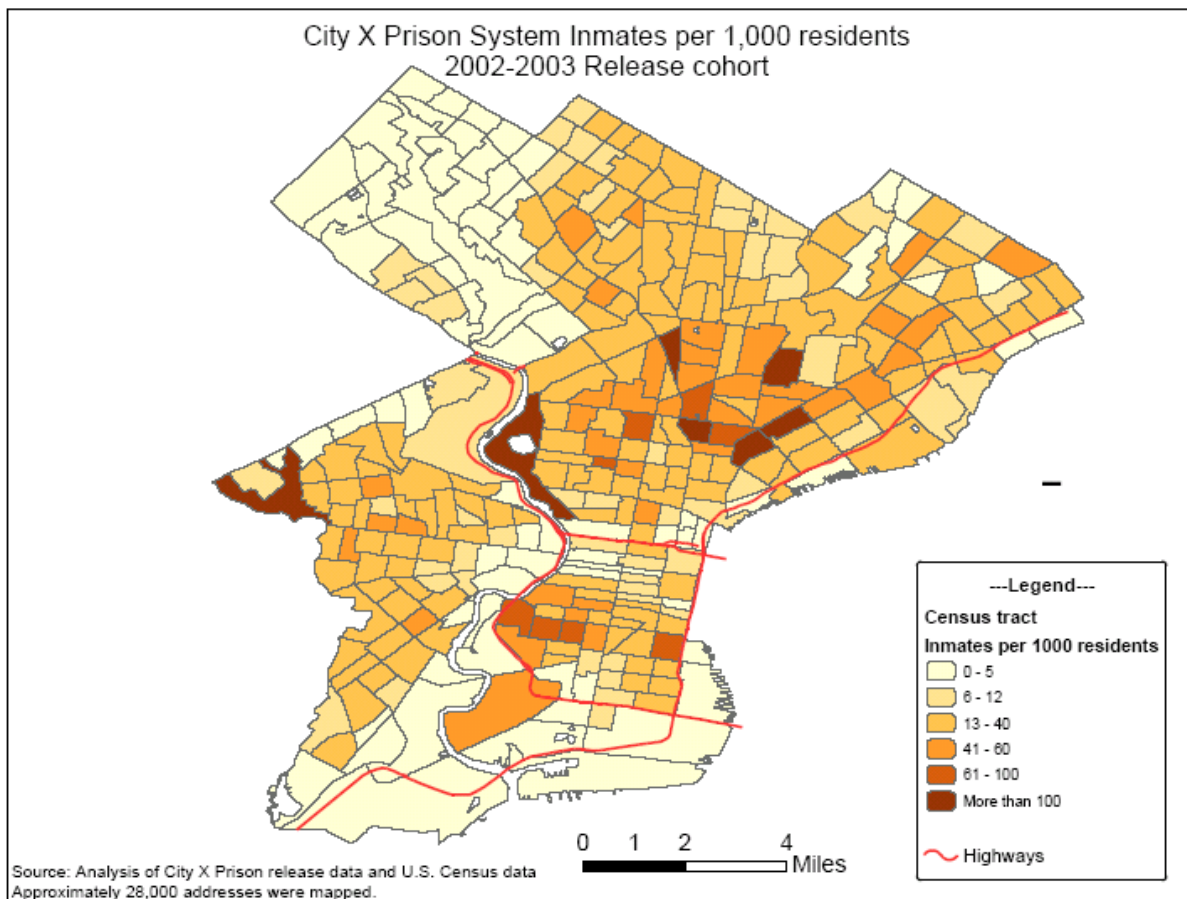 City X Prison System Inmates per 1,000 residents
2002-2003 Release cohort
---Legend---
Census tract
Inmates per 1000 residents
0 - 5
6 - 12
13 - 40
41 - 60
61 - 100
More than 100
Highways
0 1 2 4
Miles
Source: Analysis of City X Prison release data and U.S. Census data
Approximately 28,000 addresses were mapped.